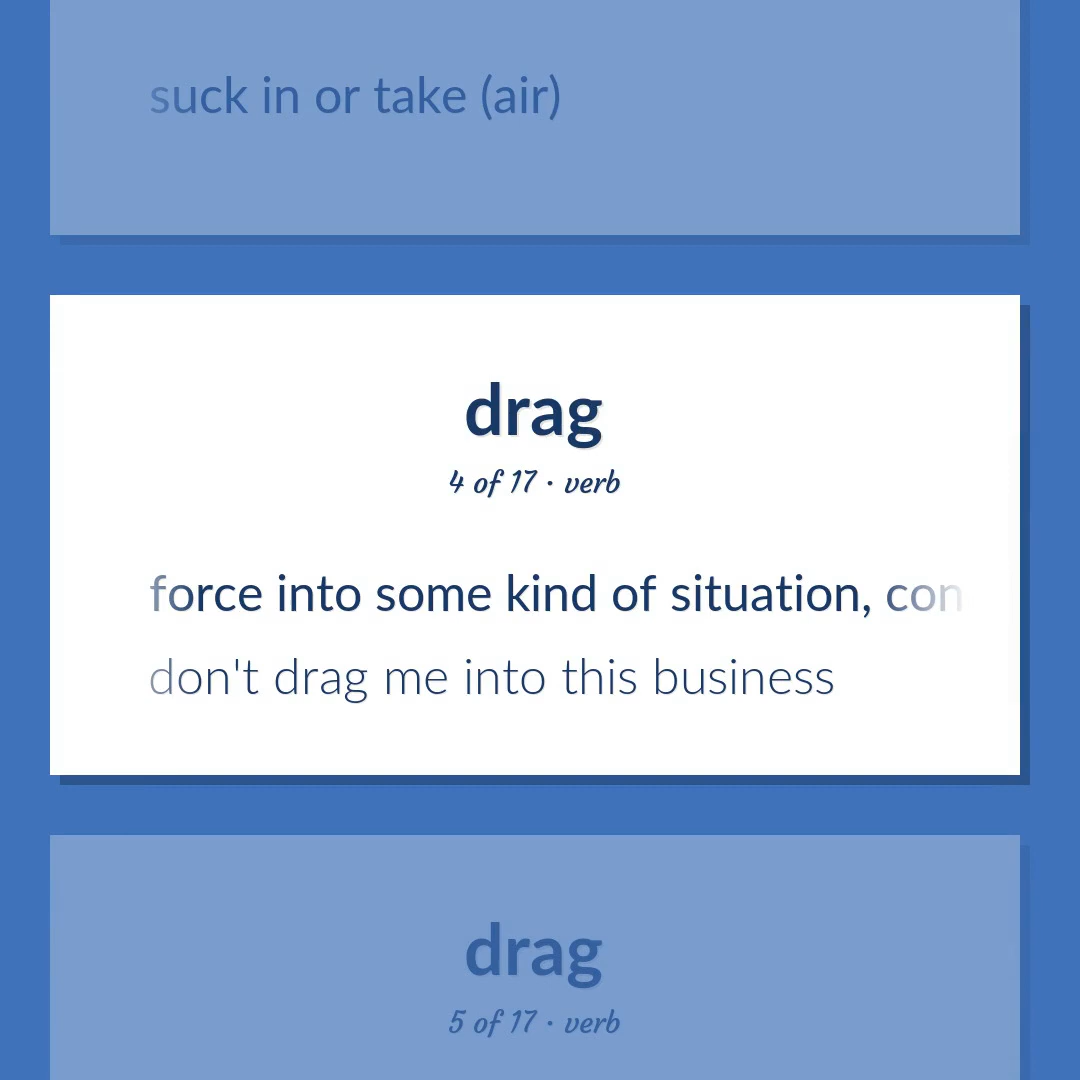 suck in or take (air)
drag
4 of 17 · verb
force into some kind of situation, con
don't drag me into this business
drag
5 of 17 · verb